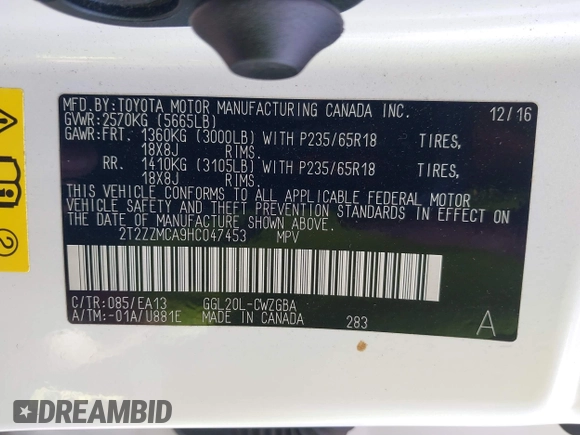 MFD.BY:TOYOTA MOTOR MANUFACTURING CANADA INC. 12/16
GVWR:2570KG (5665LB)
GAWR:FRT. 1360KG (3000LB) WITH P235/65R18 TIRES,
18X8J RIMS.
RR. 1410KG (3105LB) WITH P235/65R18 TIRES,
18X8J RIMS.
THIS VEHICLE CONFORMS TO ALL APPLICABLE FEDERAL MOTOR
VEHICLE SAFETY AND THEFT PREVENTION STANDARDS IN EFFECT ON
THE DATE OF MANUFACTURE SHOWN ABOVE.
2T2ZZMCA9HC047453 MPV
C/TR:085/EA13 GGL20L-CWZGBA
A/TM:-01A/U881E MADE IN CANADA 283 A
2
DREAMBID